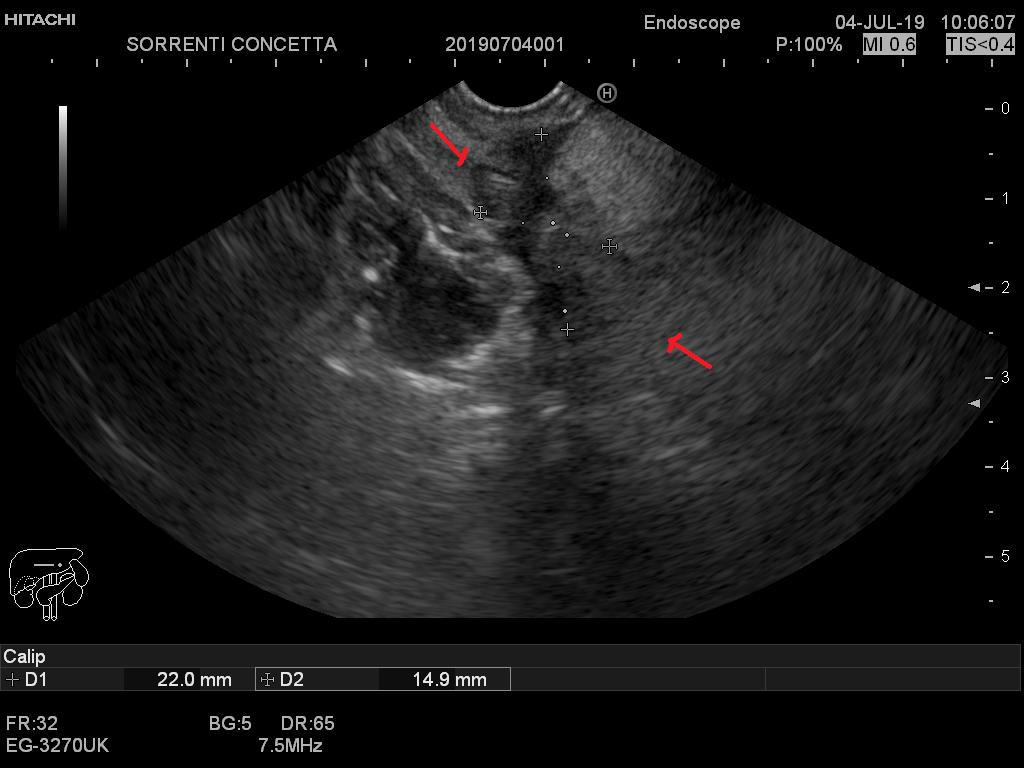 HITACHI
Endoscope 04-JUL-19 10:06:07
SORRENTI CONCETTA 20190704001 P:100% MI 0.6 TIS<0.4
H
0
1
2
3
4
5
Calip
D1 22.0 mm D2 14.9 mm
FR:32 BG:5 DR:65
EG-3270UK 7.5MHz